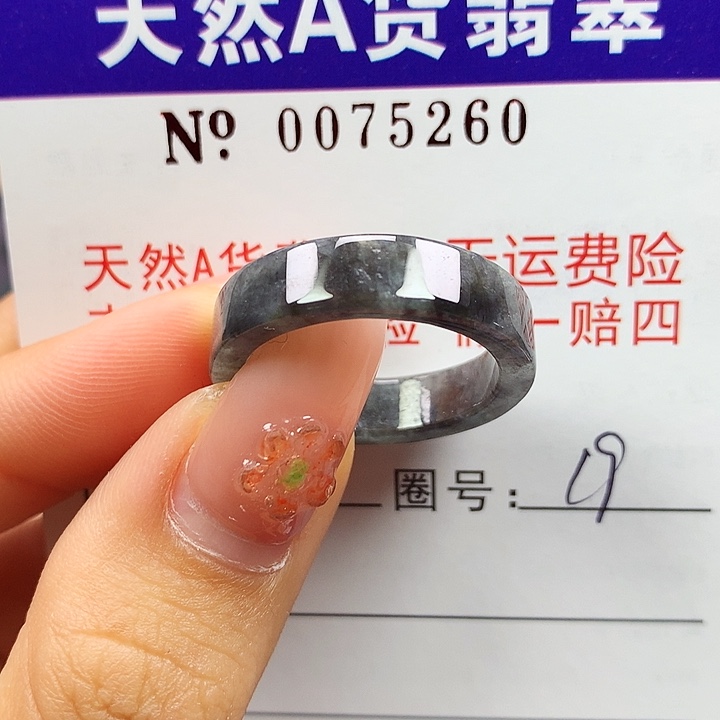 天然A货翡翠
No. 0075260
天然A货 运费险
一赔四
圈号: 19